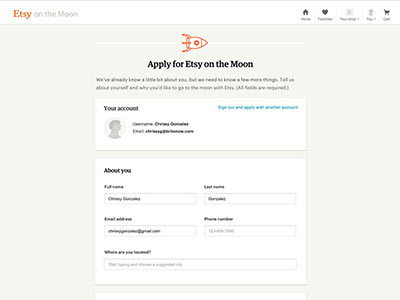 Etsy on the Moon
Home Favorites Your shop You Cart
Apply for Etsy on the Moon
We've already know a little bit about you, but we need to know a few more things. Tell us
about yourself and why you'd like to go to the moon with Etsy. (All fields are required.)
Your account Sign out and apply with another account
Username: Chrissy Gonzalez
Email: chrissyg@britonow.com
About you
Full name Last name
Chrissy Gonzalez Gonzalez
Email address Phone number
chrissygonzalez@gmail.com 123-456-7890
Where are you located?
Start typing and choose a suggested city